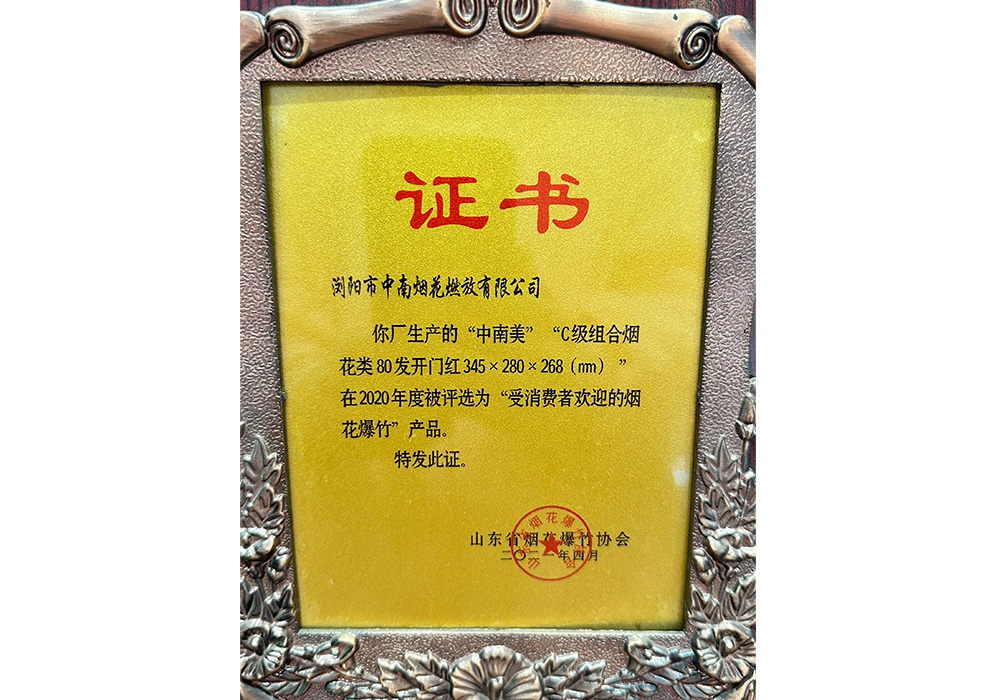 证书
浏阳市中南烟花燃放有限公司
你厂生产的“中南美”“C级组合烟
花类80发开门红345×280×268（mm）”
在2020年度被评选为“受消费者欢迎的烟
花爆竹”产品。
特发此证。
山东省烟花爆竹协会
二〇二一年四月